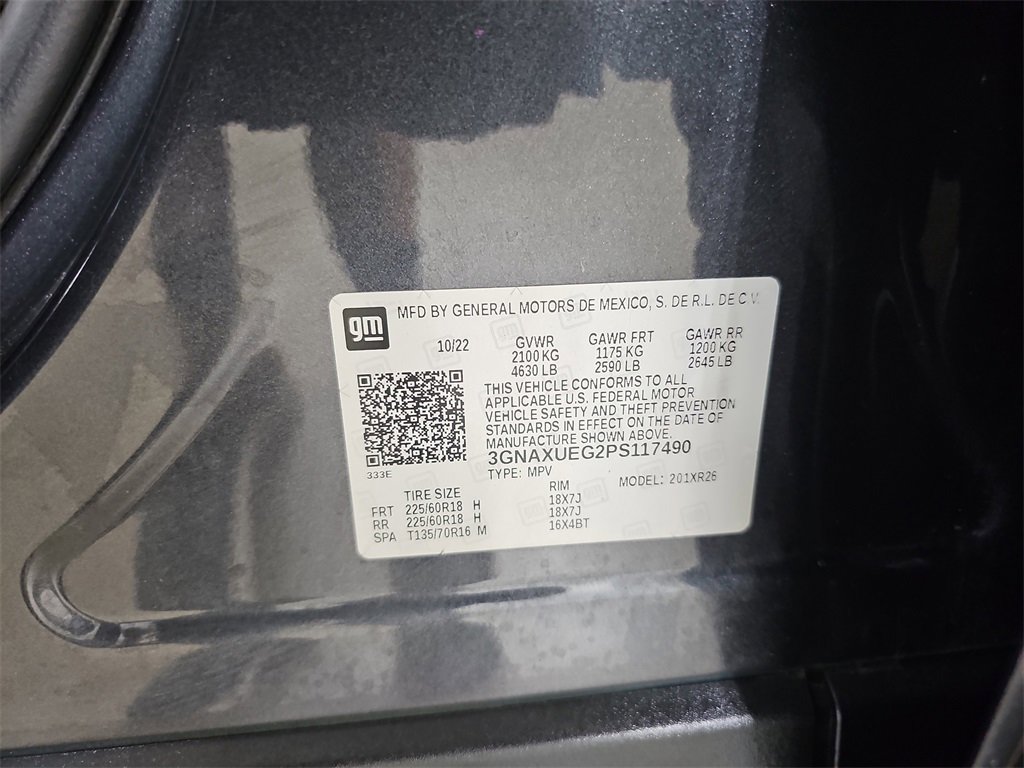 gm
MFD BY GENERAL MOTORS DE MEXICO, S. DE R.L. DE C.V.
10/22 GVWR GAWR FRT GAWR RR
2100 KG 1175 KG 1200 KG
4630 LB 2590 LB 2645 LB
THIS VEHICLE CONFORMS TO ALL
APPLICABLE U.S. FEDERAL MOTOR
VEHICLE SAFETY AND THEFT PREVENTION
STANDARDS IN EFFECT ON THE DATE OF
MANUFACTURE SHOWN ABOVE.
3GNAXUEG2PS117490
333E
TYPE: MPV MODEL: 201XR26
TIRE SIZE RIM
FRT 225/60R18 H 18X7J
RR 225/60R18 H 18X7J
SPA T135/70R16 M 16X4BT